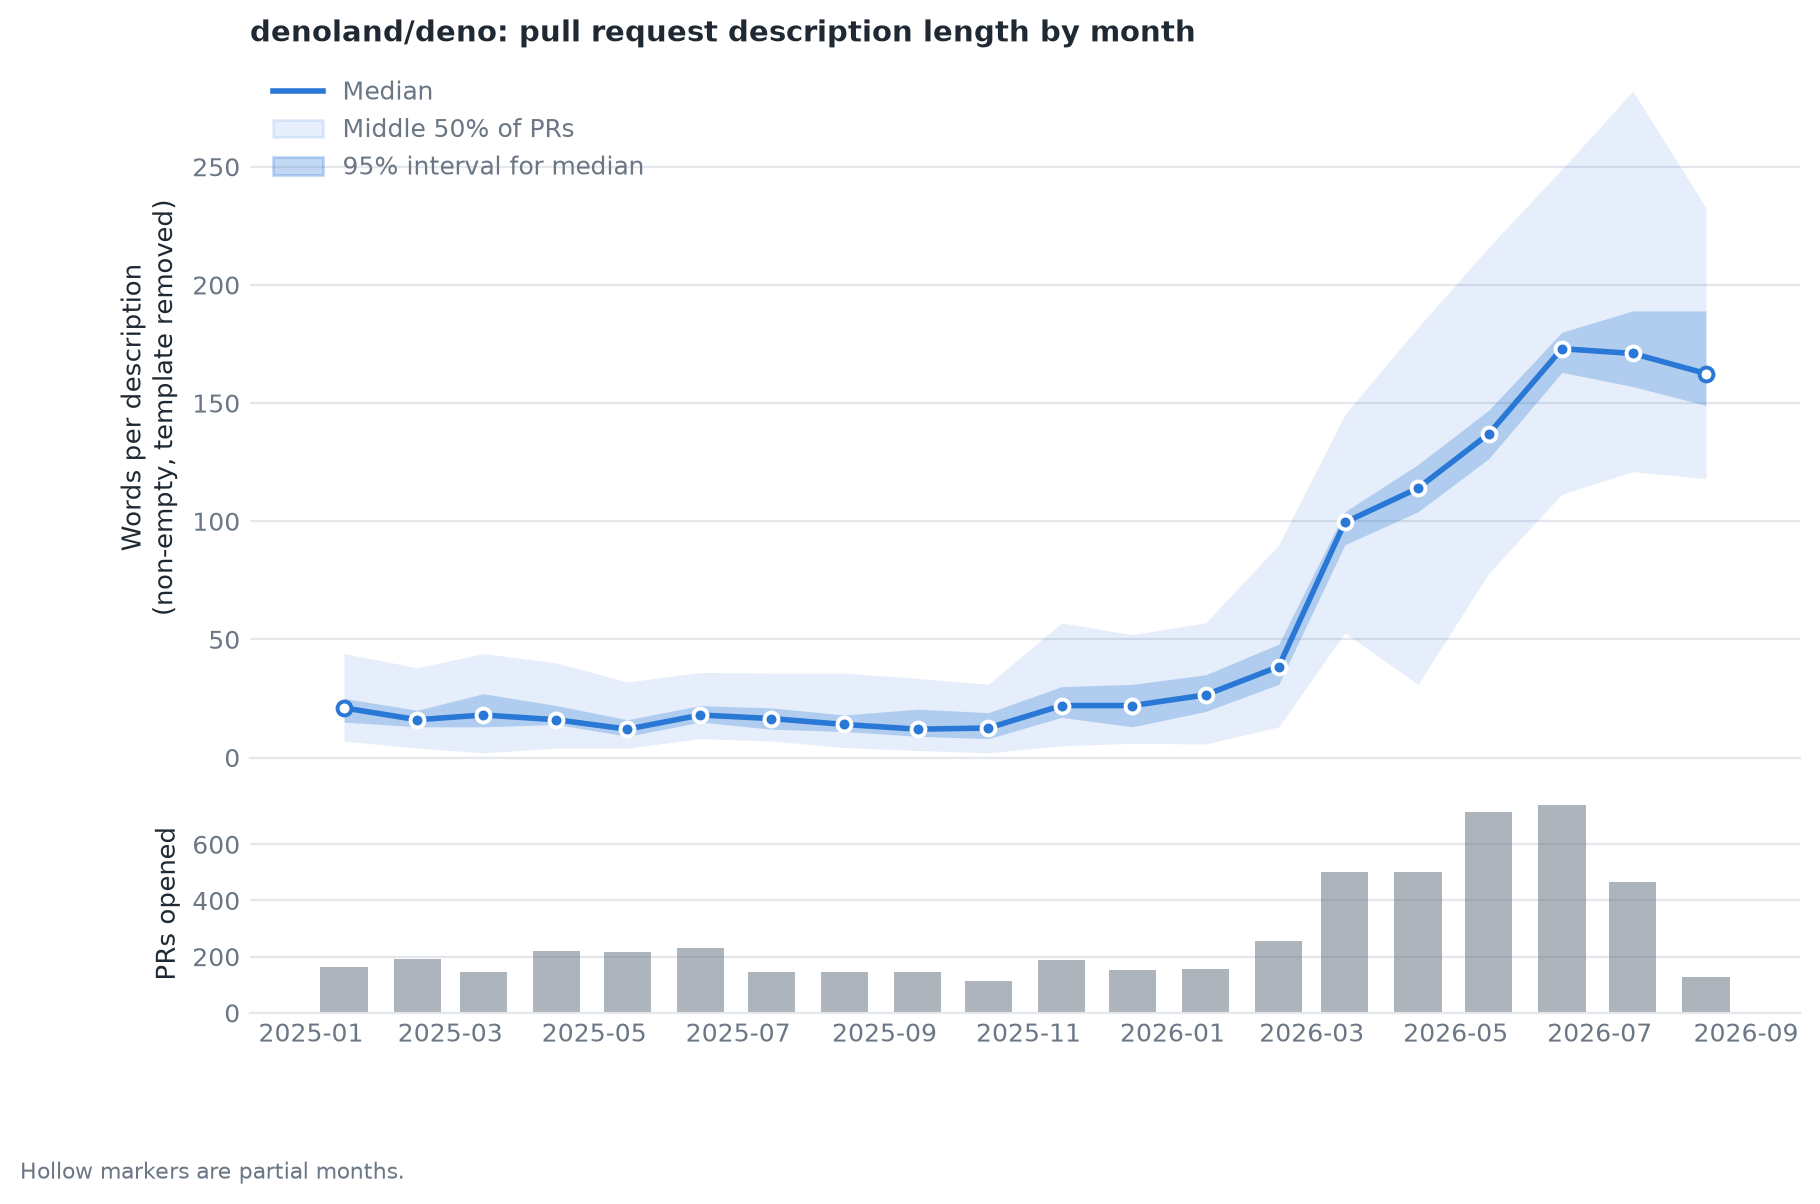 denoland/deno: pull request description length by month
Median
Middle 50% of PRs
95% interval for median
Words per description
(non-empty, template removed)
250
200
150
100
50
0
PRs opened
600
400
200
0
2025-01 2025-03 2025-05 2025-07 2025-09 2025-11 2026-01 2026-03 2026-05 2026-07 2026-09
Hollow markers are partial months.